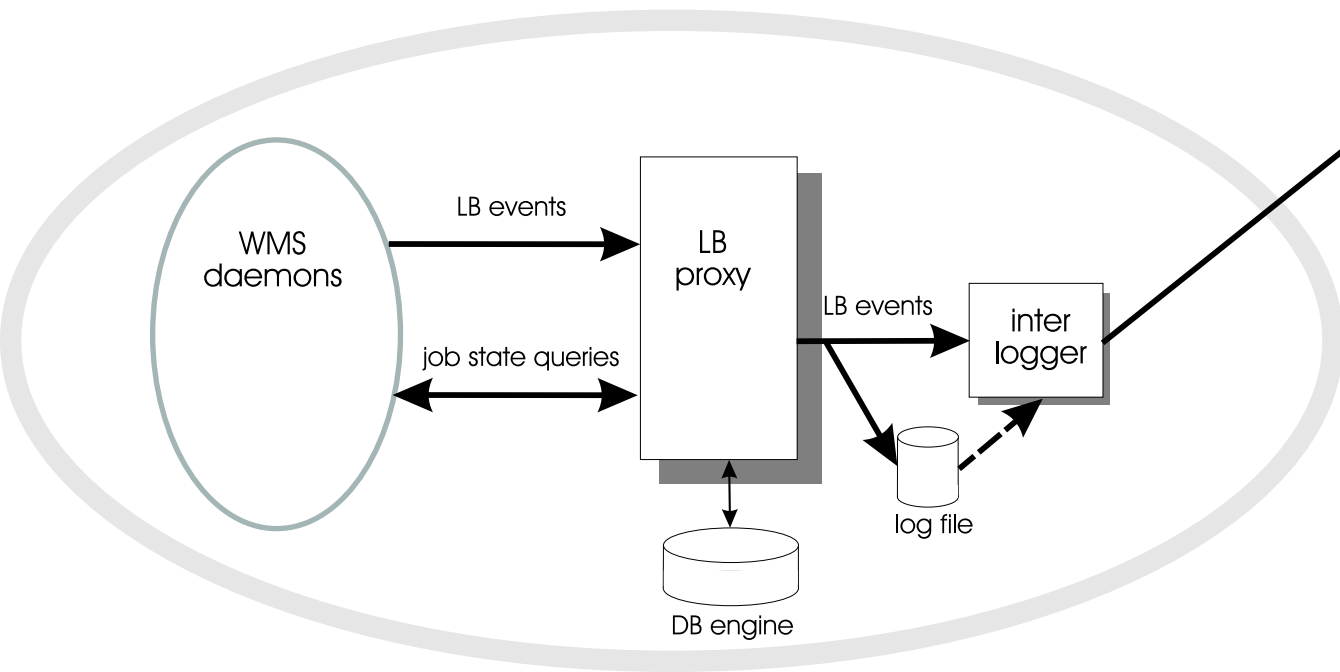 LB events
WMS
daemons
LB
proxy
LB events
inter
logger
job state queries
log file
DB engine